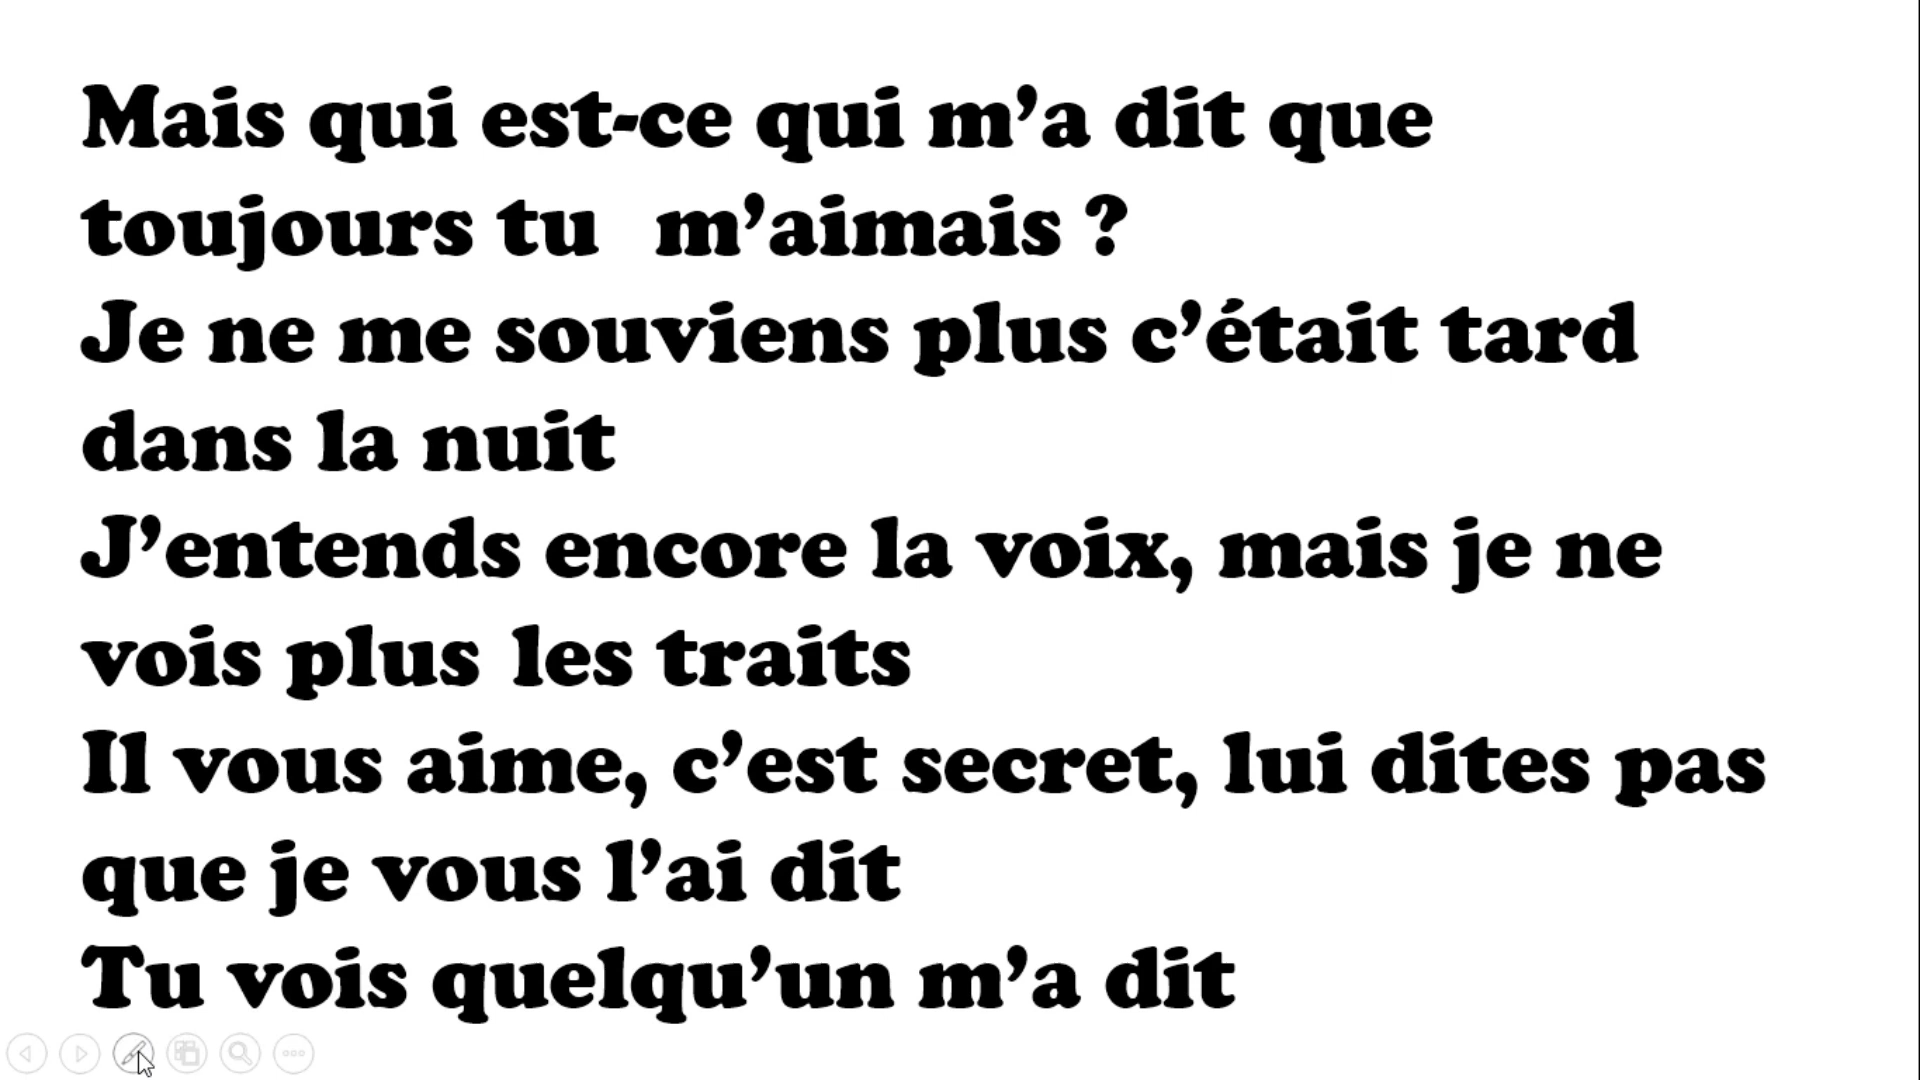 Mais qui est-ce qui m’a dit que
toujours tu m’aimais ?
Je ne me souviens plus c’était tard
dans la nuit
J’entends encore la voix, mais je ne
vois plus les traits
Il vous aime, c’est secret, lui dites pas
que je vous l’ai dit
Tu vois quelqu’un m’a dit